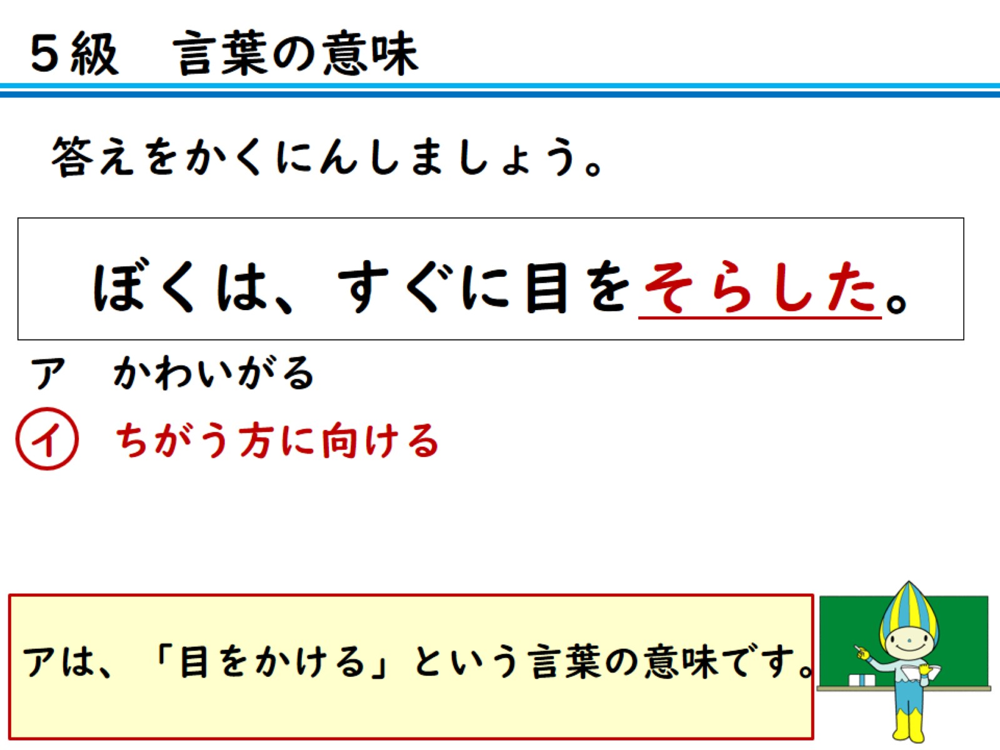 ５級　言葉の意味
答えをかくにんしましょう。
ぼくは、すぐに目をそらした。
ア　かわいがる
イ　ちがう方に向ける
アは、「目をかける」という言葉の意味です。